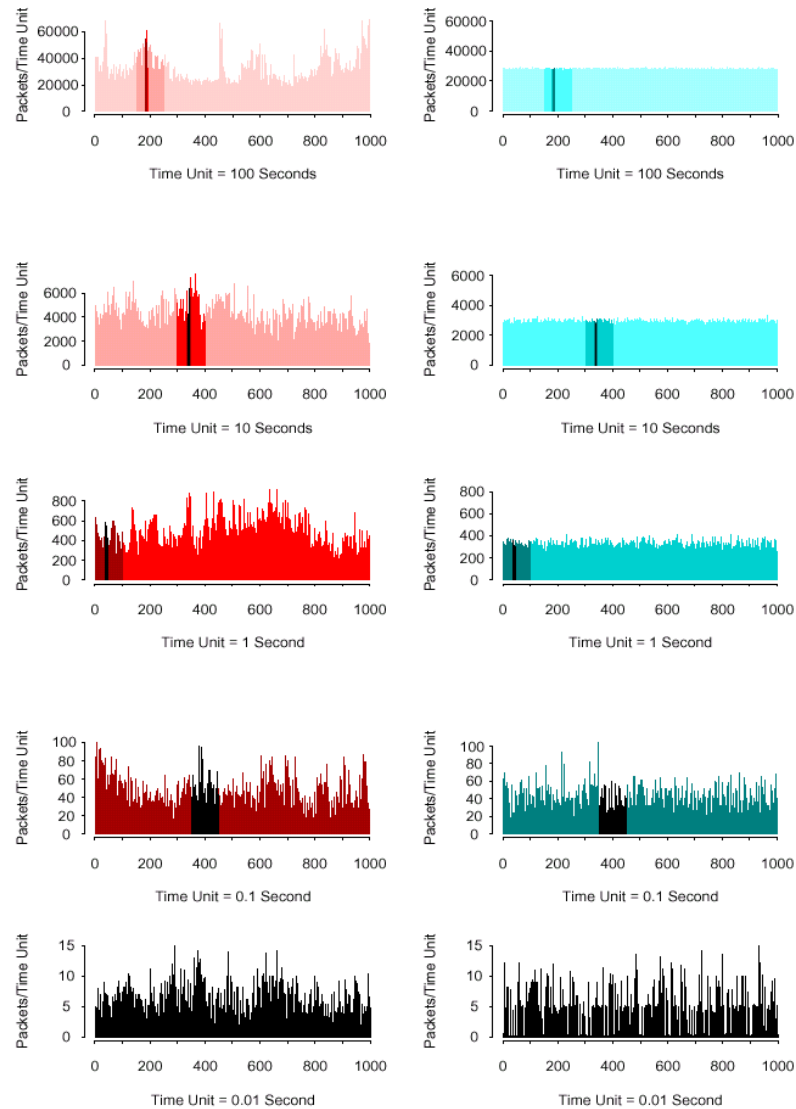 Packets/Time Unit
60000
40000
20000
0
0 200 400 600 800 1000
Time Unit = 100 Seconds
Packets/Time Unit
60000
40000
20000
0
0 200 400 600 800 1000
Time Unit = 100 Seconds
Packets/Time Unit
6000
4000
2000
0
0 200 400 600 800 1000
Time Unit = 10 Seconds
Packets/Time Unit
6000
4000
2000
0
0 200 400 600 800 1000
Time Unit = 10 Seconds
Packets/Time Unit
800
600
400
200
0
0 200 400 600 800 1000
Time Unit = 1 Second
Packets/Time Unit
800
600
400
200
0
0 200 400 600 800 1000
Time Unit = 1 Second
Packets/Time Unit
100
80
60
40
20
0
0 200 400 600 800 1000
Time Unit = 0.1 Second
Packets/Time Unit
100
80
60
40
20
0
0 200 400 600 800 1000
Time Unit = 0.1 Second
Packets/Time Unit
15
10
5
0
0 200 400 600 800 1000
Time Unit = 0.01 Second
Packets/Time Unit
15
10
5
0
0 200 400 600 800 1000
Time Unit = 0.01 Second